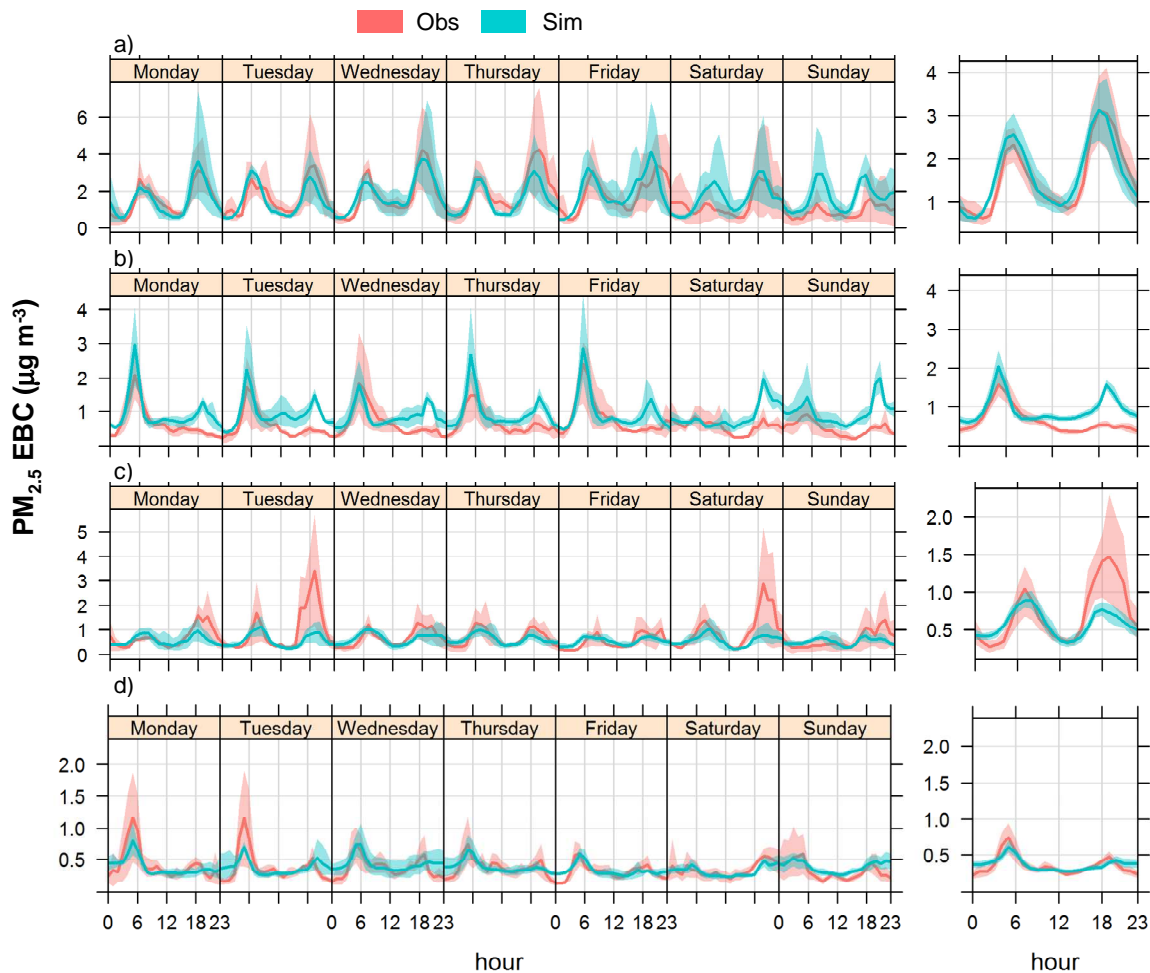 Obs Sim
a)
Monday Tuesday Wednesday Thursday Friday Saturday Sunday
6
4
2
0
4
3
2
1
b)
Monday Tuesday Wednesday Thursday Friday Saturday Sunday
4
3
2
1
4
3
2
1
PM2.5 EBC (µg m-3)
c)
Monday Tuesday Wednesday Thursday Friday Saturday Sunday
5
4
3
2
1
0
2.0
1.5
1.0
0.5
d)
Monday Tuesday Wednesday Thursday Friday Saturday Sunday
2.0
1.5
1.0
0.5
2.0
1.5
1.0
0.5
0 6 12 18 23 0 6 12 18 23 0 6 12 18 23 0 6 12 18 23
0 6 12 18 23
hour hour